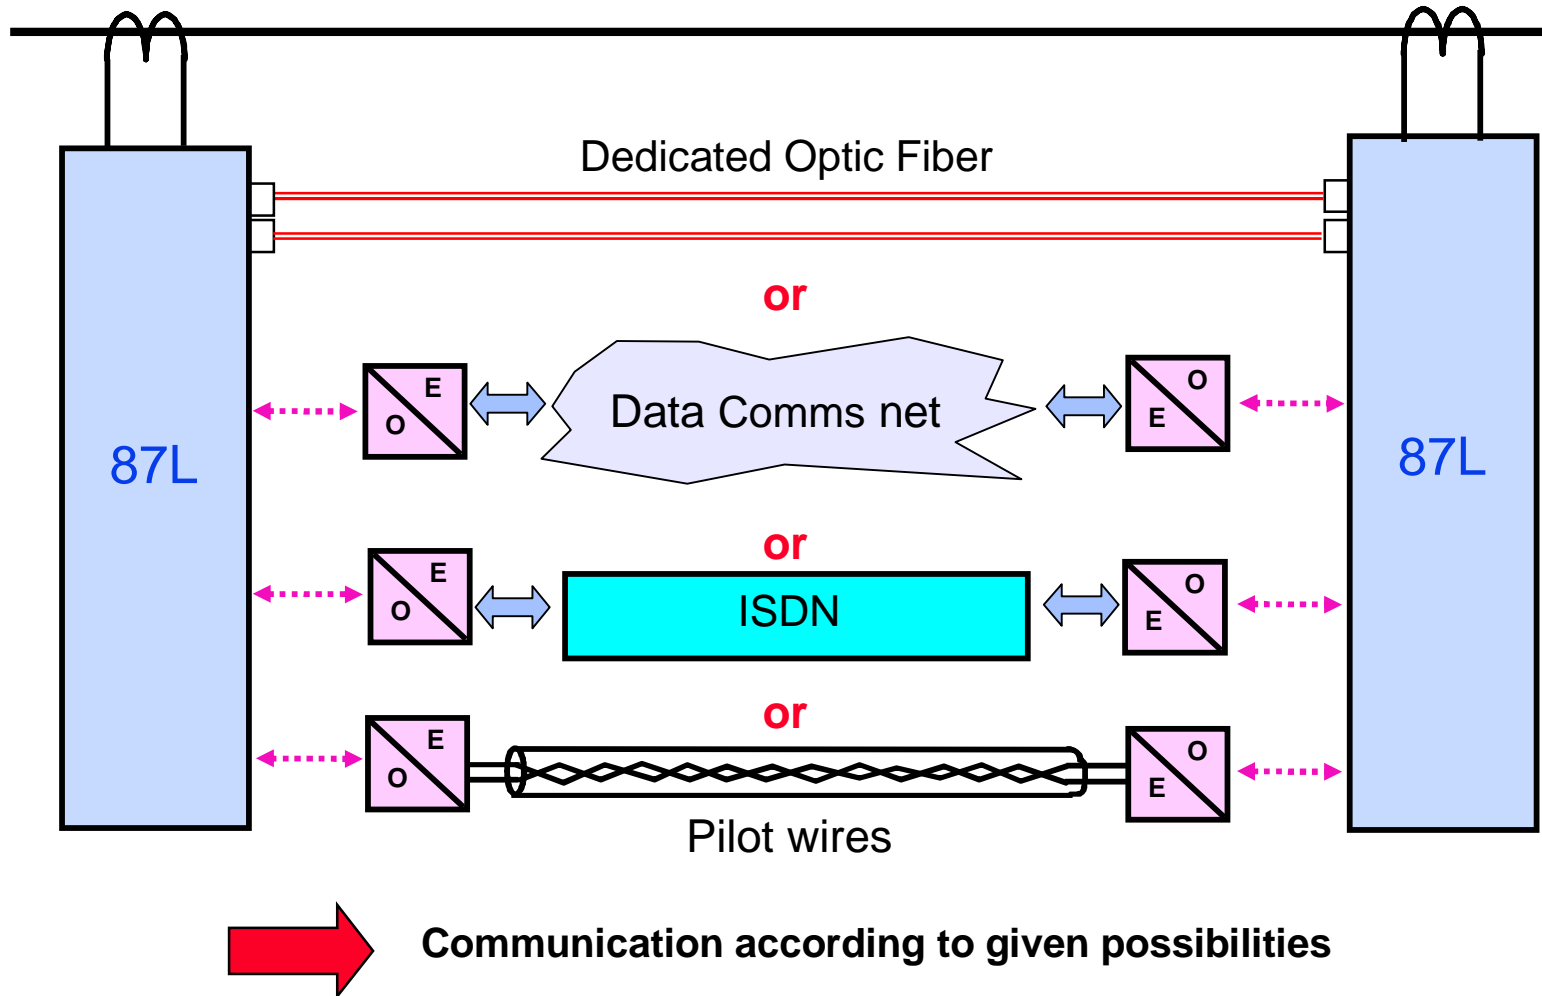 Dedicated Optic Fiber
or
E
O
Data Comms net
O
E
87L
87L
or
E
O
ISDN
O
E
or
E
O
O
E
Pilot wires
Communication according to given possibilities